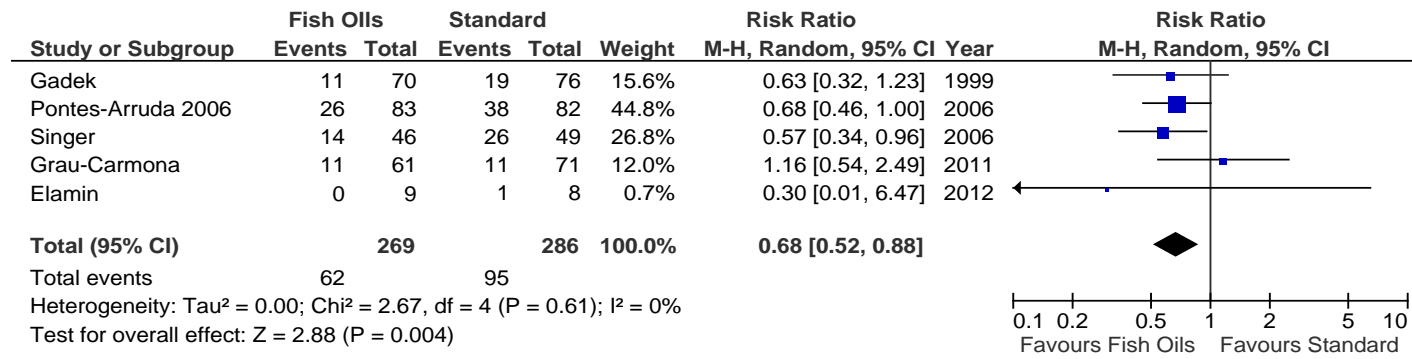 Fish OIls Standard Risk Ratio Risk Ratio
Study or Subgroup Events Total Events Total Weight M-H, Random, 95% CI Year M-H, Random, 95% CI
Gadek 11 70 19 76 15.6% 0.63 [0.32, 1.23] 1999
Pontes-Arruda 2006 26 83 38 82 44.8% 0.68 [0.46, 1.00] 2006
Singer 14 46 26 49 26.8% 0.57 [0.34, 0.96] 2006
Grau-Carmona 11 61 11 71 12.0% 1.16 [0.54, 2.49] 2011
Elamin 0 9 1 8 0.7% 0.30 [0.01, 6.47] 2012
Total (95% CI) 269 286 100.0% 0.68 [0.52, 0.88]
Total events 62 95
Heterogeneity: Tau² = 0.00; Chi² = 2.67, df = 4 (P = 0.61); I² = 0%
Test for overall effect: Z = 2.88 (P = 0.004)
0.1 0.2 0.5 1 2 5 10
Favours Fish Oils Favours Standard